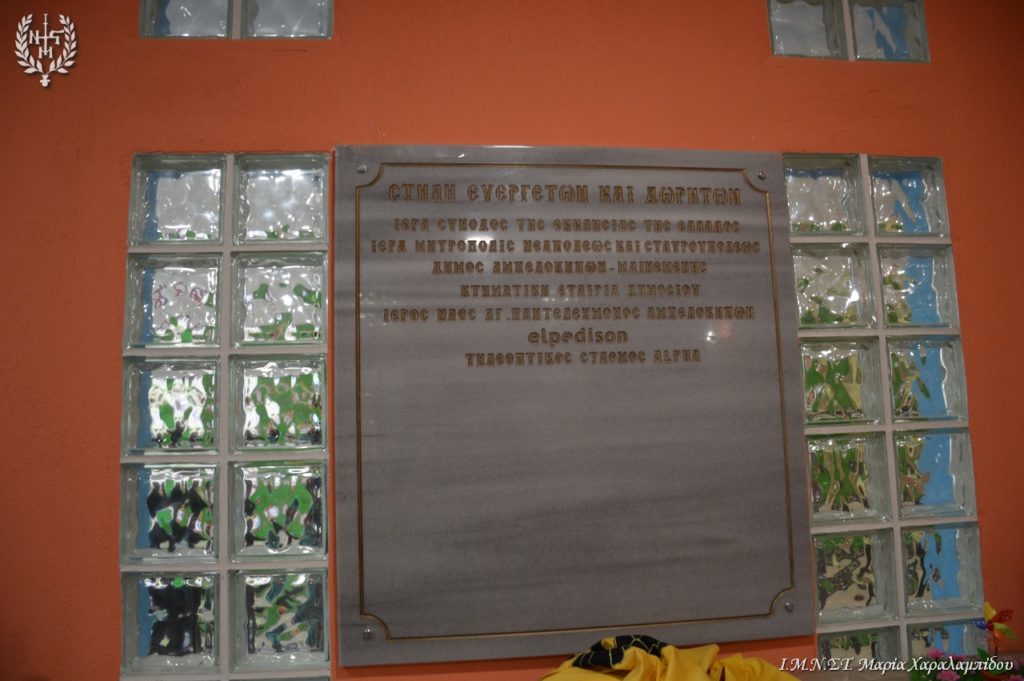 ΣΤΗΛΗ ΕΥΕΡΓΕΤΩΝ ΚΑΙ ΔΩΡΗΤΩΝ
ΙΕΡΑ ΣΥΝΟΔΟΣ ΤΗΣ ΕΚΚΛΗΣΙΑΣ ΤΗΣ ΕΛΛΑΔΟΣ
ΙΕΡΑ ΜΗΤΡΟΠΟΛΙΣ ΝΕΑΠΟΛΕΩΣ ΚΑΙ ΣΤΑΥΡΟΥΠΟΛΕΩΣ
ΔΗΜΟΣ ΑΜΠΕΛΟΚΗΠΩΝ - ΜΕΝΕΜΕΝΗΣ
ΚΤΗΜΑΤΙΚΗ ΕΤΑΙΡΙΑ ΔΗΜΟΣΙΟΥ
ΙΕΡΟΣ ΝΑΟΣ ΑΓ. ΠΑΝΤΕΛΕΗΜΟΝΟΣ ΑΜΠΕΛΟΚΗΠΩΝ
elpedison
ΤΗΛΕΟΠΤΙΚΟΣ ΣΤΑΘΜΟΣ ALPHA
Ι.Μ.Ν.ΣΤ. Μαρία Χαραλαμπίδου